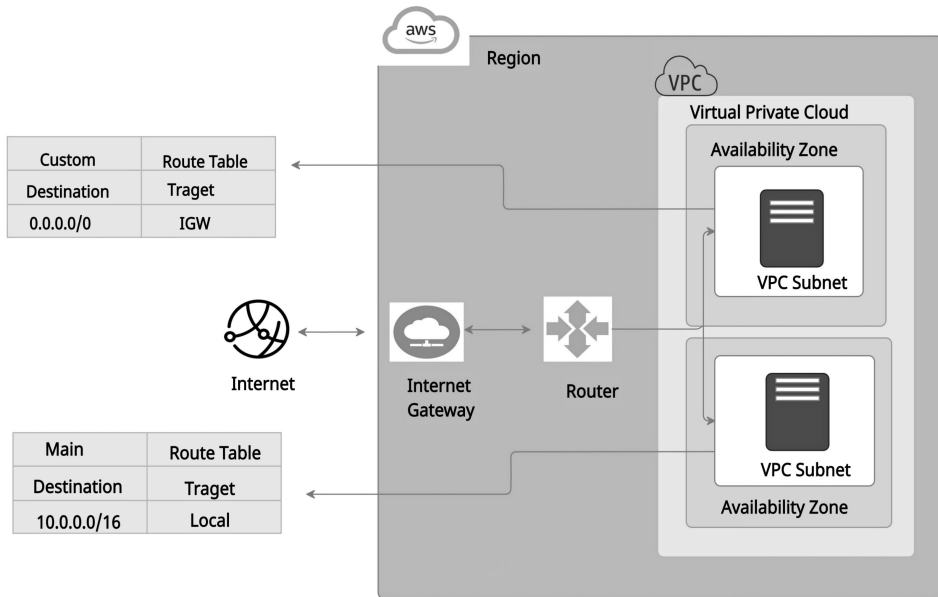 aws
Region
VPC
Virtual Private Cloud
Availability Zone
VPC Subnet
Custom Route Table
Destination Traget
0.0.0.0/0 IGW
Internet
Internet
Gateway
Router
Main Route Table
Destination Traget
10.0.0.0/16 Local
VPC Subnet
Availability Zone